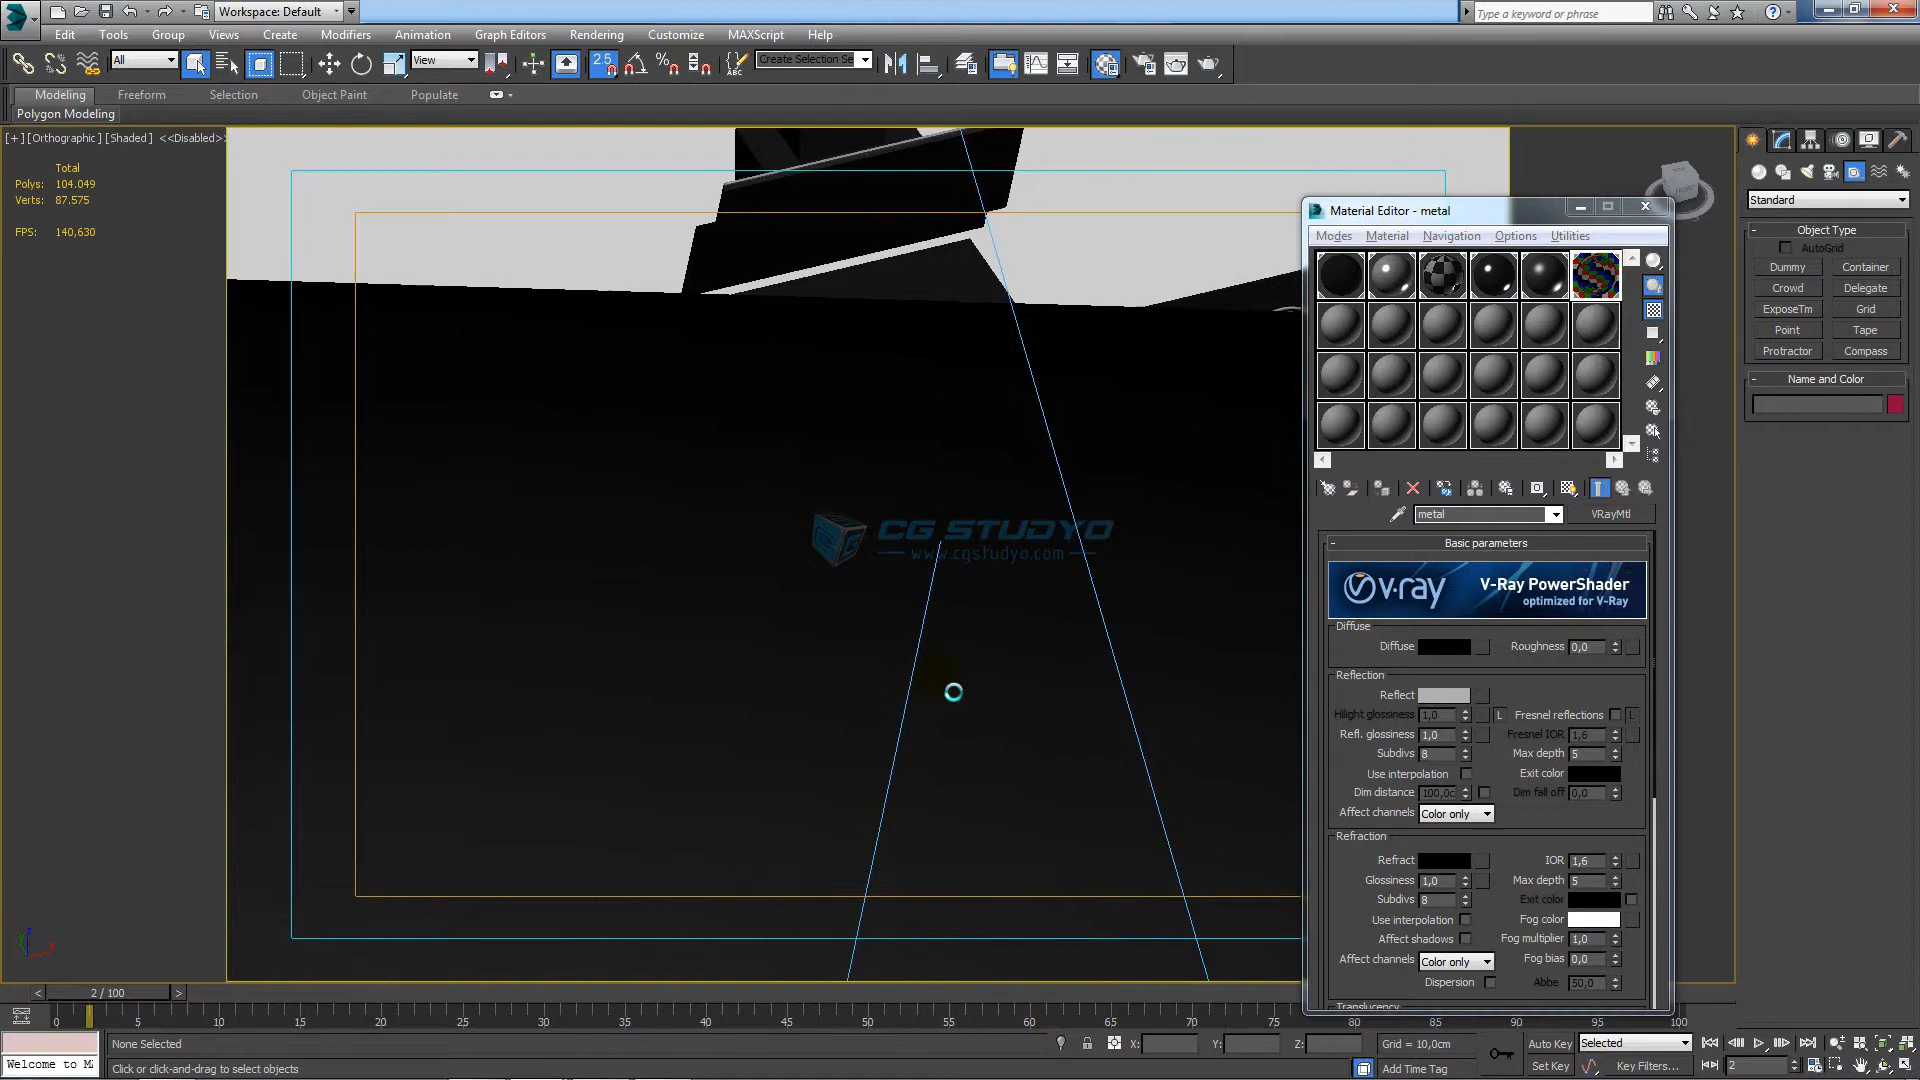 Workspace: Default
Type a keyword or phrase
Edit Tools Group Views Create Modifiers Animation Graph Editors Rendering Customize MAXScript Help
All View 2.5 Create Selection Se
Modeling Freeform Selection Object Paint Populate
Polygon Modeling
[+] [Orthographic] [Shaded] <<Disabled>>
Total
Polys: 104.049
Verts: 87.575
FPS: 140,630
CG STUDYO
www.cgstudyo.com
Material Editor - metal
Modes Material Navigation Options Utilities
metal VRayMtl
- Basic parameters
v·ray V-Ray PowerShader
optimized for V-Ray
Diffuse
Diffuse Roughness 0,0
Reflection
Reflect
Hilight glossiness 1,0 L Fresnel reflections L
Refl. glossiness 1,0 Fresnel IOR 1,6
Subdivs 8 Max depth 5
Use interpolation Exit color
Dim distance 100,0c Dim fall off 0,0
Affect channels Color only
Refraction
Refract IOR 1,6
Glossiness 1,0 Max depth 5
Subdivs 8 Exit color
Use interpolation Fog color
Affect shadows Fog multiplier 1,0
Affect channels Color only Fog bias 0,0
Dispersion Abbe 50,0
Translucency
FRONT
Standard
- Object Type
AutoGrid
Dummy Container
Crowd Delegate
ExposeTm Grid
Point Tape
Protractor Compass
- Name and Color
< 2 / 100 >
0 5 10 15 20 25 30 35 40 45 50 55 60 65 70 75 80 85 90 95 100
None Selected X: Y: Z: Grid = 10,0cm Auto Key Selected
Welcome to M Click or click-and-drag to select objects Add Time Tag Set Key Key Filters... 2